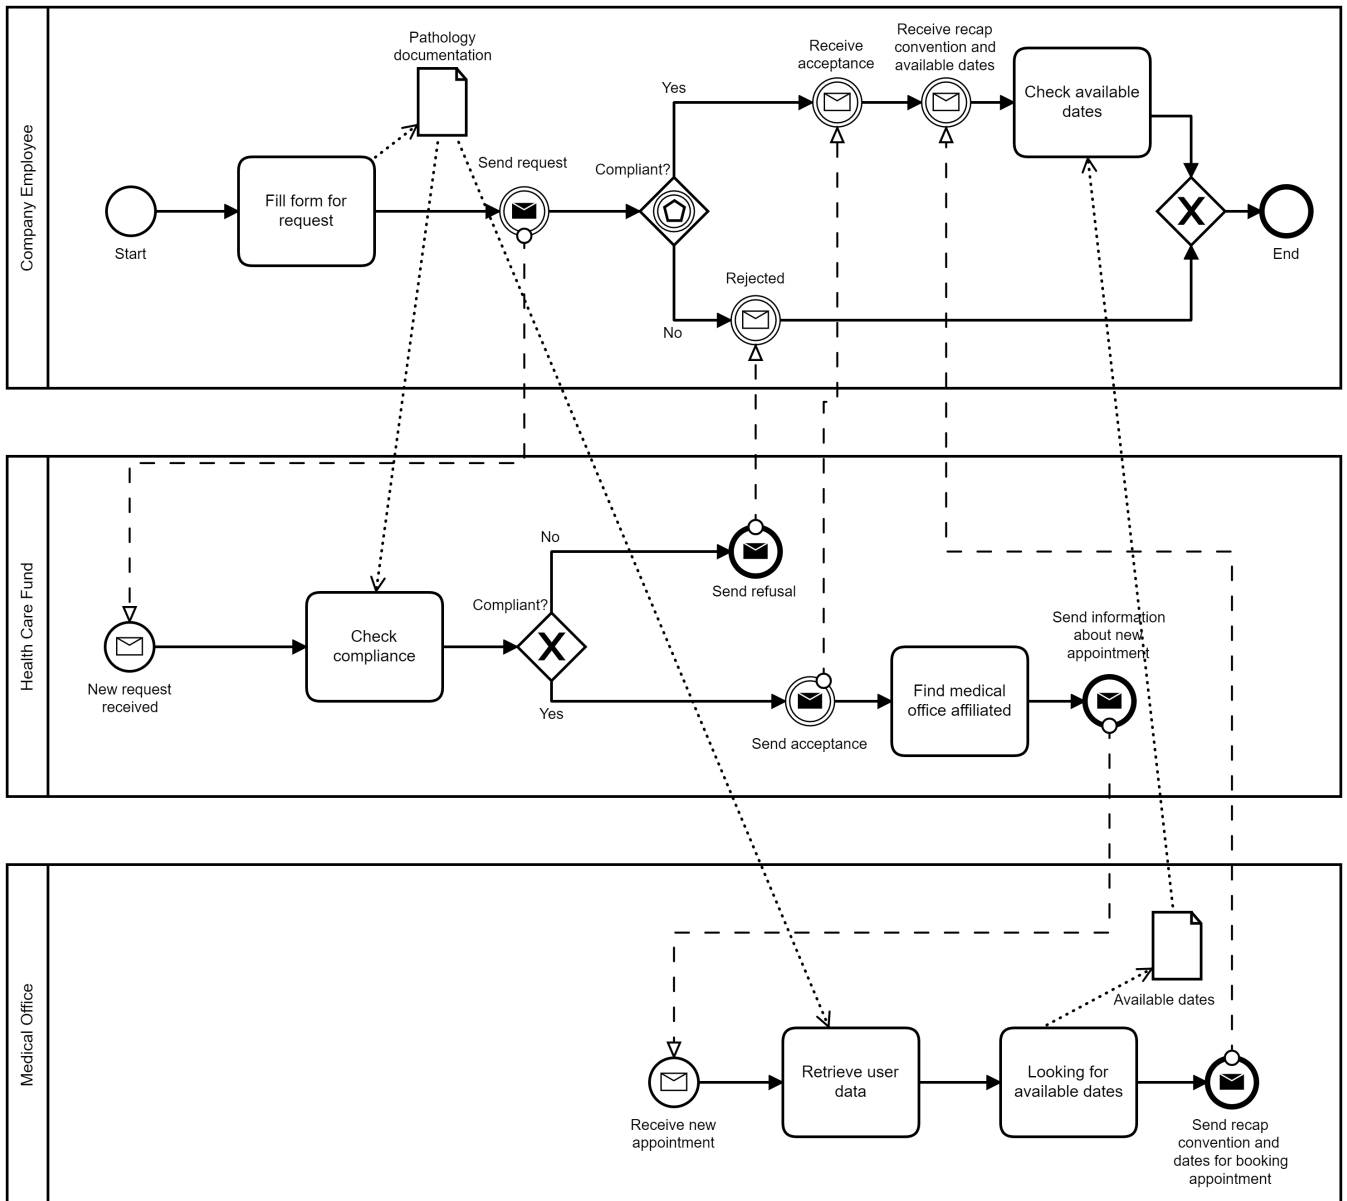 Company Employee
Pathology
documentation
Receive
acceptance
Receive recap
convention and
available dates
Check available
dates
Yes
Send request
Compliant?
Fill form for
request
Start
End
Rejected
No
Health Care Fund
No
Send refusal
Compliant?
Check
compliance
New request
received
Yes
Send acceptance
Find medical
office affiliated
Send information
about new
appointment
Medical Office
Available dates
Retrieve user
data
Looking for
available dates
Receive new
appointment
Send recap
convention and
dates for booking
appointment